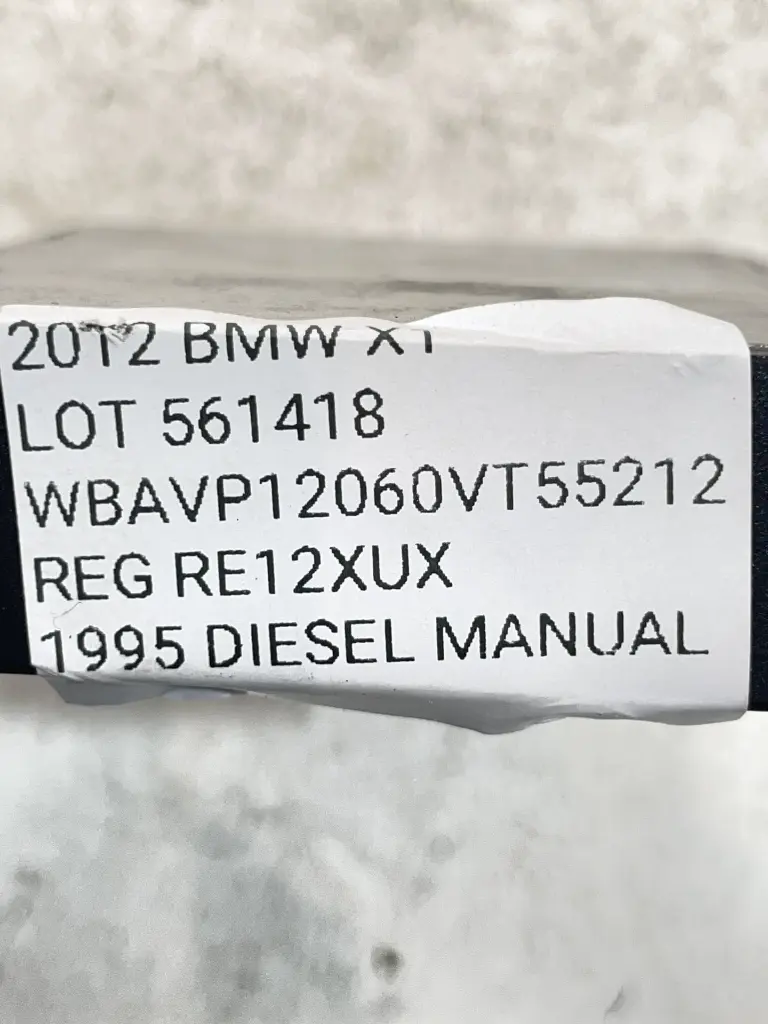 2012 BMW X1
LOT 561418
WBAVP12060VT55212
REG RE12XUX
1995 DIESEL MANUAL